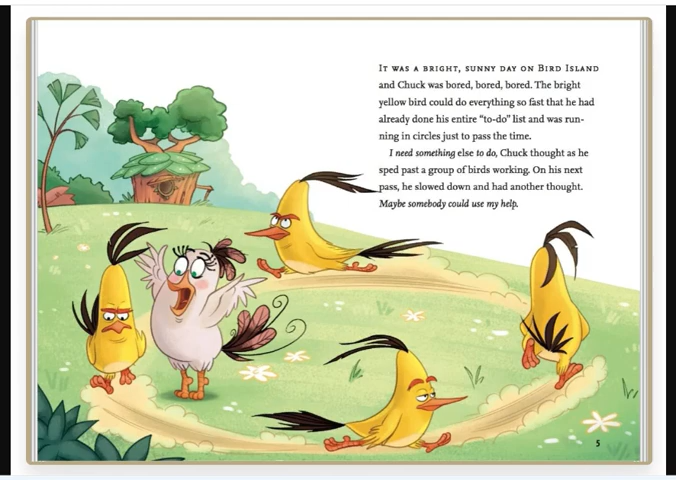 IT WAS A BRIGHT, SUNNY DAY ON BIRD ISLAND
and Chuck was bored, bored, bored. The bright
yellow bird could do everything so fast that he had
already done his entire “to-do” list and was run-
ning in circles just to pass the time.
I need something else to do, Chuck thought as he
sped past a group of birds working. On his next
pass, he slowed down and had another thought.
Maybe somebody could use my help.
5